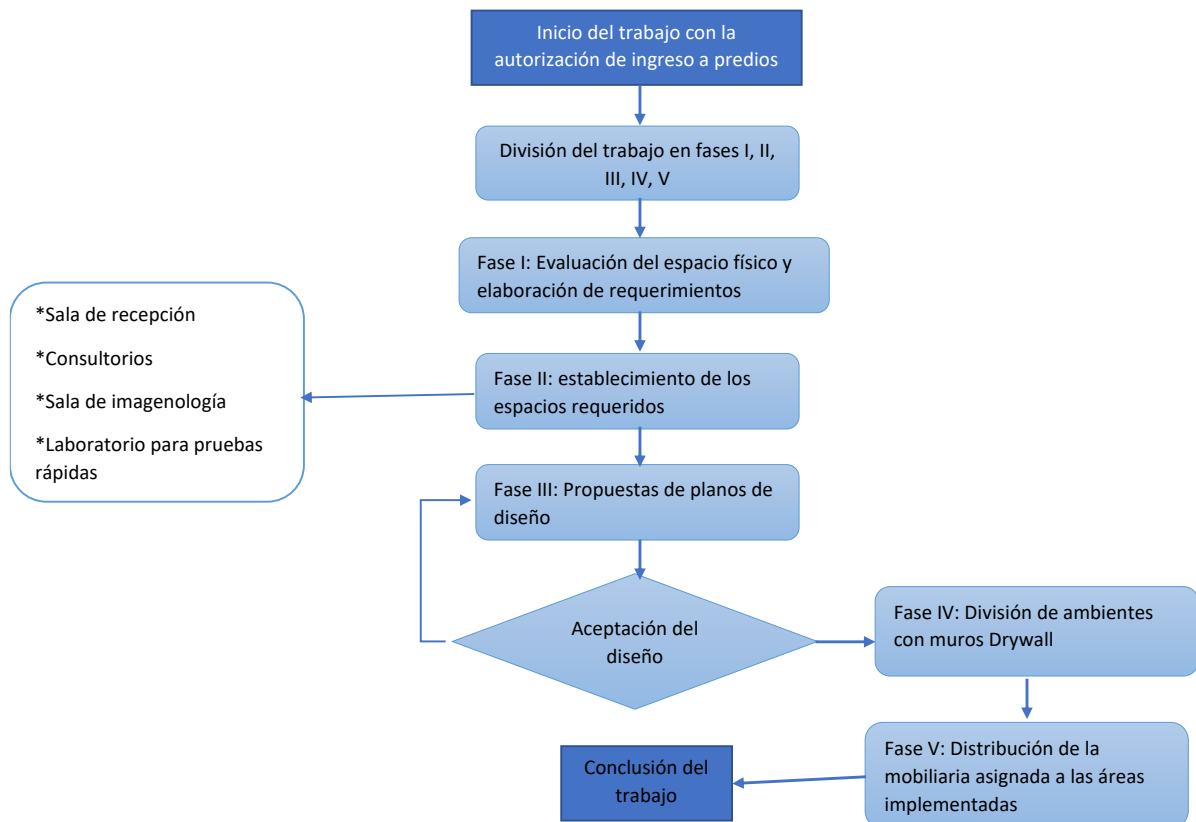 Inicio del trabajo con la
autorización de ingreso a predios
División del trabajo en fases I, II,
III, IV, V
Fase I: Evaluación del espacio físico y
elaboración de requerimientos
*Sala de recepción
*Consultorios
*Sala de imagenología
*Laboratorio para pruebas
rápidas
Fase II: establecimiento de los
espacios requeridos
Fase III: Propuestas de planos de
diseño
Aceptación del
diseño
Fase IV: División de ambientes
con muros Drywall
Fase V: Distribución de la
mobiliaria asignada a las áreas
implementadas
Conclusión del
trabajo